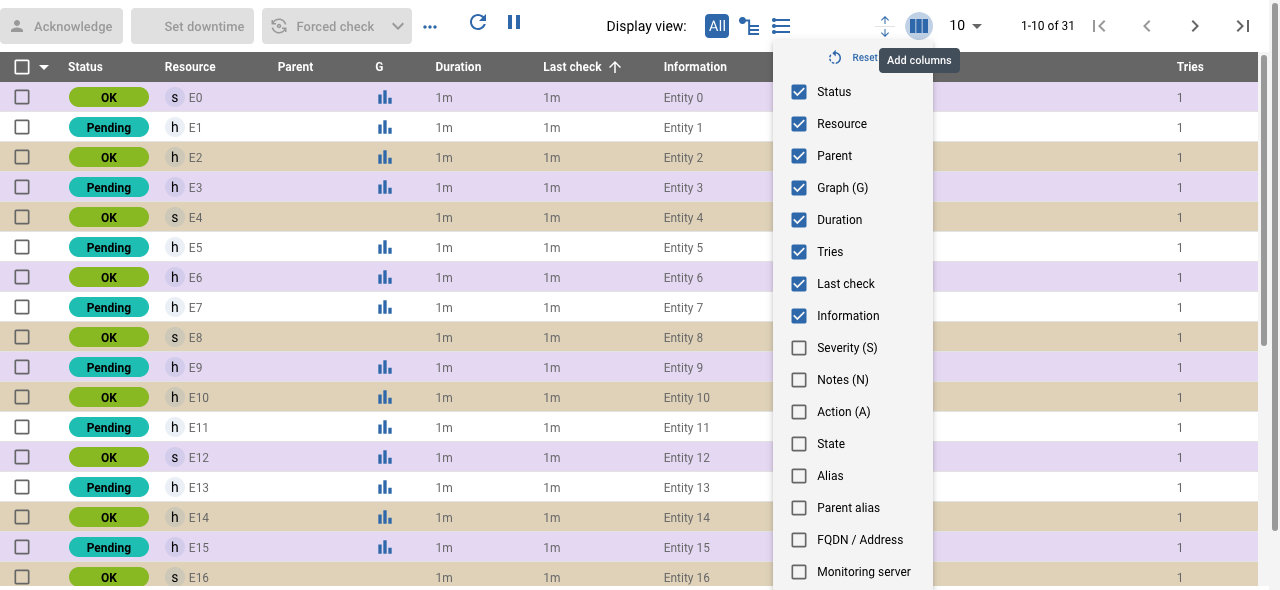 Acknowledge Set downtime Forced check Display view: All 10 1-10 of 31
Reset
Add columns
Status Resource Parent G Duration Last check Information Tries
OK s E0 1m 1m Entity 0 1
Pending h E1 1m 1m Entity 1 1
OK h E2 1m 1m Entity 2 1
Pending h E3 1m 1m Entity 3 1
OK s E4 1m 1m Entity 4 1
Pending h E5 1m 1m Entity 5 1
OK h E6 1m 1m Entity 6 1
Pending h E7 1m 1m Entity 7 1
OK s E8 1m 1m Entity 8 1
Pending h E9 1m 1m Entity 9 1
OK h E10 1m 1m Entity 10 1
Pending h E11 1m 1m Entity 11 1
OK s E12 1m 1m Entity 12 1
Pending h E13 1m 1m Entity 13 1
OK h E14 1m 1m Entity 14 1
Pending h E15 1m 1m Entity 15 1
OK s E16 1m 1m Entity 16 1
Status
Resource
Parent
Graph (G)
Duration
Tries
Last check
Information
Severity (S)
Notes (N)
Action (A)
State
Alias
Parent alias
FQDN / Address
Monitoring server